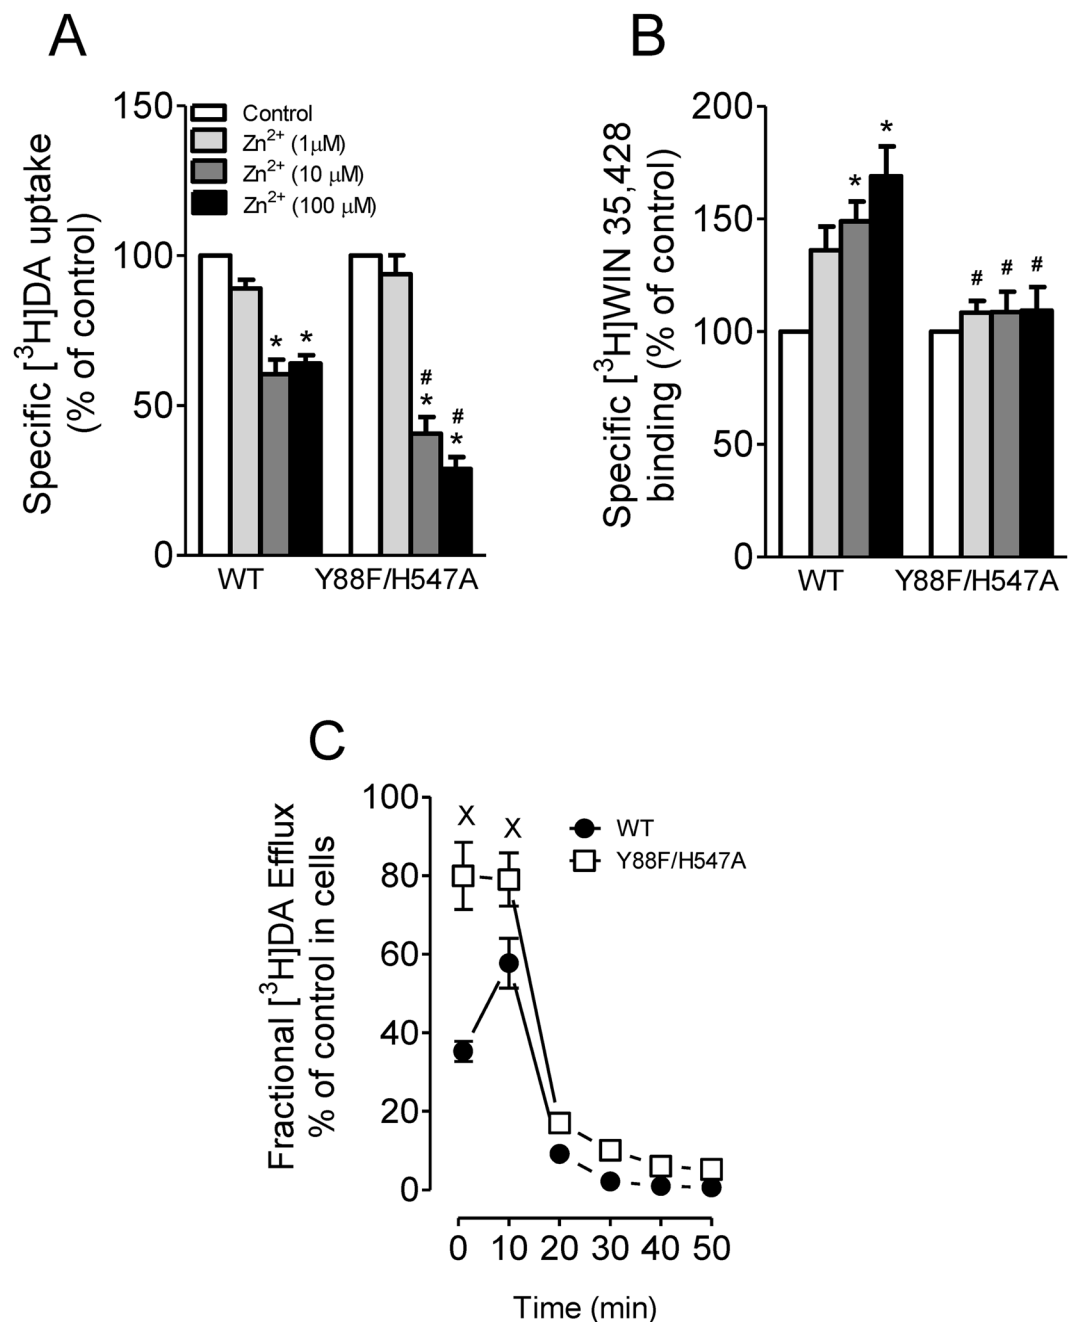 A
Specific [³H]DA uptake
(% of control)
150
100
50
0
Control
Zn²⁺ (1μM)
Zn²⁺ (10 μM)
Zn²⁺ (100 μM)
* *
#
*
#
*
WT Y88F/H547A
B
Specific [³H]WIN 35,428
binding (% of control)
200
150
100
50
0
*
*
# # #
WT Y88F/H547A
C
Fractional [³H]DA Efflux
% of control in cells
100
80
60
40
20
0
X X
WT
Y88F/H547A
0 10 20 30 40 50
Time (min)